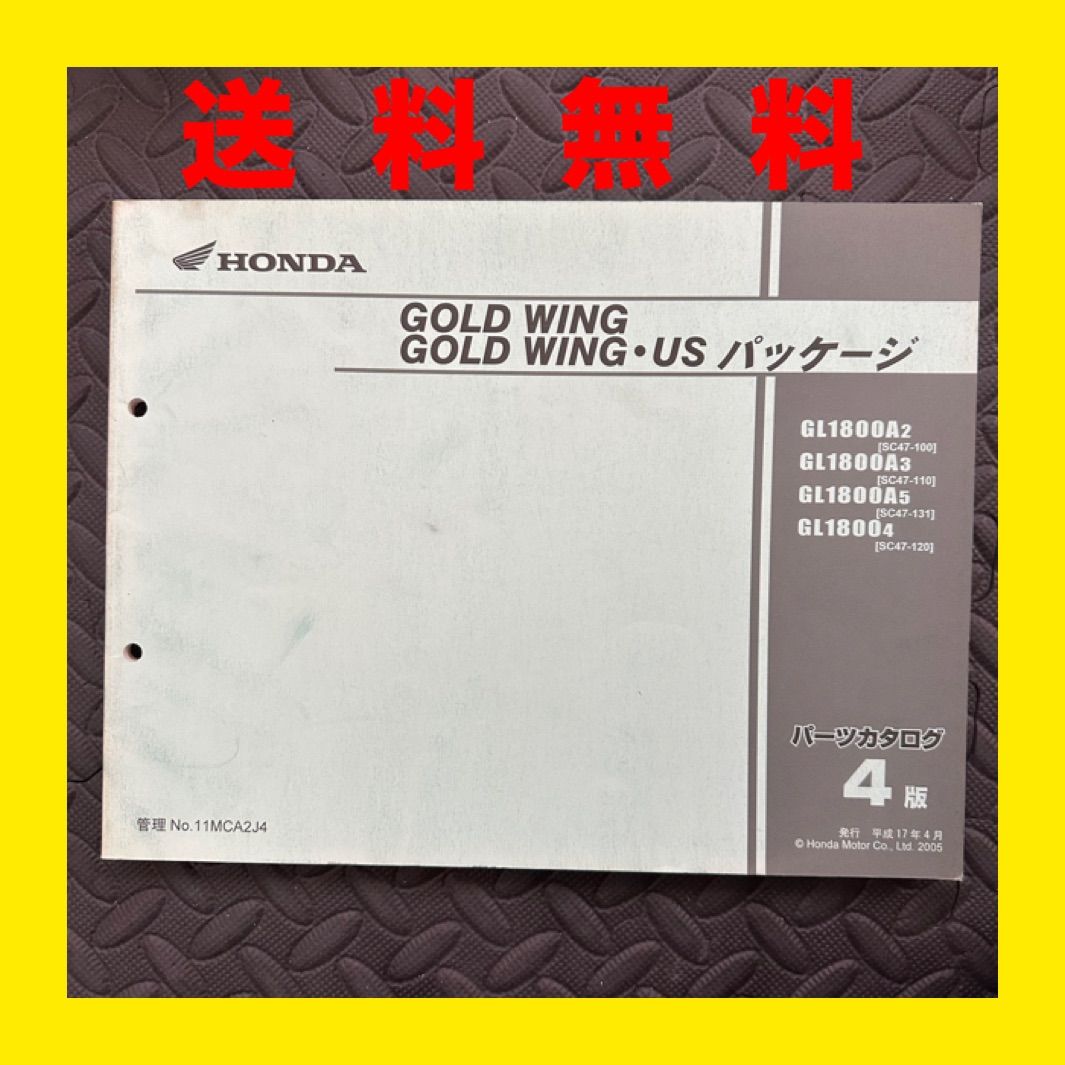 送料無料
HONDA
GOLD WING
GOLD WING・US パッケージ
GL1800A2
[SC47-100]
GL1800A3
[SC47-110]
GL1800A5
[SC47-131]
GL18004
[SC47-120]
パーツカタログ
4版
管理 No.11MCA2J4
発行 平成17年4月
© Honda Motor Co., Ltd. 2005